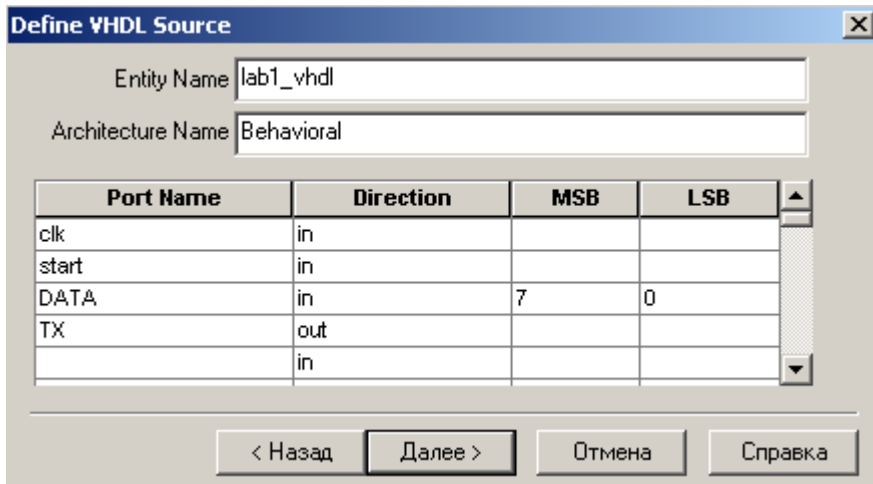 Define VHDL Source
Entity Name lab1_vhdl
Architecture Name Behavioral
Port Name Direction MSB LSB
clk in
start in
DATA in 7 0
TX out
in
< Назад Далее > Отмена Справка